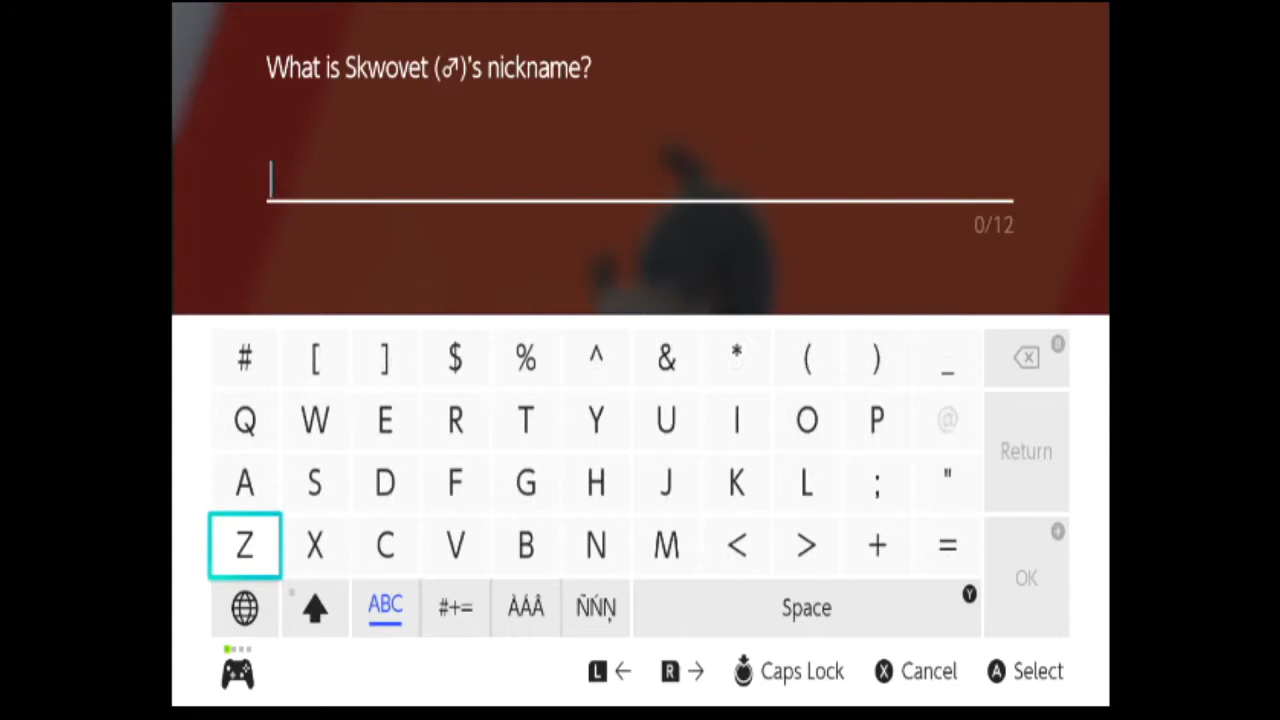 What is Skwovet (♂)'s nickname?
0/12
# [ ] $ % ^ & * ( ) _
Q W E R T Y U I O P @
A S D F G H J K L ; "
Return
Z X C V B N M < > + =
OK
ABC #+= ÀÁÂ ÑŃŅ Space Y
L ← R → Caps Lock X Cancel A Select